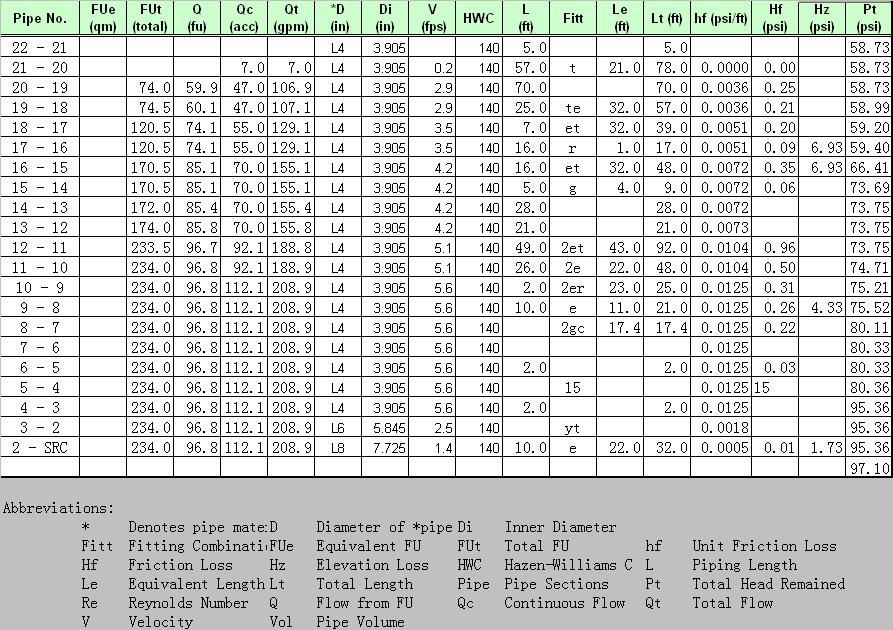 Pipe No. FUe (qm) FUt (total) Q (fu) Qc (acc) Qt (gpm) *D (in) Di (in) V (fps) HWC L (ft) Fitt Le (ft) Lt (ft) hf (psi/ft) Hf (psi) Hz (psi) Pt (psi)
22 - 21 L4 3.905 140 5.0 5.0 58.73
21 - 20 7.0 7.0 L4 3.905 0.2 140 57.0 t 21.0 78.0 0.0000 0.00 58.73
20 - 19 74.0 59.9 47.0 106.9 L4 3.905 2.9 140 70.0 70.0 0.0036 0.25 58.73
19 - 18 74.5 60.1 47.0 107.1 L4 3.905 2.9 140 25.0 te 32.0 57.0 0.0036 0.21 58.99
18 - 17 120.5 74.1 55.0 129.1 L4 3.905 3.5 140 7.0 et 32.0 39.0 0.0051 0.20 59.20
17 - 16 120.5 74.1 55.0 129.1 L4 3.905 3.5 140 16.0 r 1.0 17.0 0.0051 0.09 6.93 59.40
16 - 15 170.5 85.1 70.0 155.1 L4 3.905 4.2 140 16.0 et 32.0 48.0 0.0072 0.35 6.93 66.41
15 - 14 170.5 85.1 70.0 155.1 L4 3.905 4.2 140 5.0 g 4.0 9.0 0.0072 0.06 73.69
14 - 13 172.0 85.4 70.0 155.4 L4 3.905 4.2 140 28.0 28.0 0.0072 73.75
13 - 12 174.0 85.8 70.0 155.8 L4 3.905 4.2 140 21.0 21.0 0.0073 73.75
12 - 11 233.5 96.7 92.1 188.8 L4 3.905 5.1 140 49.0 2et 43.0 92.0 0.0104 0.96 73.75
11 - 10 234.0 96.8 92.1 188.9 L4 3.905 5.1 140 26.0 2e 22.0 48.0 0.0104 0.50 74.71
10 - 9 234.0 96.8 112.1 208.9 L4 3.905 5.6 140 2.0 2er 23.0 25.0 0.0125 0.31 75.21
9 - 8 234.0 96.8 112.1 208.9 L4 3.905 5.6 140 10.0 e 11.0 21.0 0.0125 0.26 4.33 75.52
8 - 7 234.0 96.8 112.1 208.9 L4 3.905 5.6 140 2gc 17.4 17.4 0.0125 0.22 80.11
7 - 6 234.0 96.8 112.1 208.9 L4 3.905 5.6 140 0.0125 80.33
6 - 5 234.0 96.8 112.1 208.9 L4 3.905 5.6 140 2.0 2.0 0.0125 0.03 80.33
5 - 4 234.0 96.8 112.1 208.9 L4 3.905 5.6 140 15 0.0125 15 80.36
4 - 3 234.0 96.8 112.1 208.9 L4 3.905 5.6 140 2.0 2.0 0.0125 95.36
3 - 2 234.0 96.8 112.1 208.9 L6 5.845 2.5 140 yt 0.0018 95.36
2 - SRC 234.0 96.8 112.1 208.9 L8 7.725 1.4 140 10.0 e 22.0 32.0 0.0005 0.01 1.73 95.36
97.10
Abbreviations:
* Denotes pipe mate D Diameter of *pipe Di Inner Diameter
Fitt Fitting Combinati FUe Equivalent FU FUt Total FU hf Unit Friction Loss
Hf Friction Loss Hz Elevation Loss HWC Hazen-Williams C L Piping Length
Le Equivalent Length Lt Total Length Pipe Pipe Sections Pt Total Head Remained
Re Reynolds Number Q Flow from FU Qc Continuous Flow Qt Total Flow
V Velocity Vol Pipe Volume